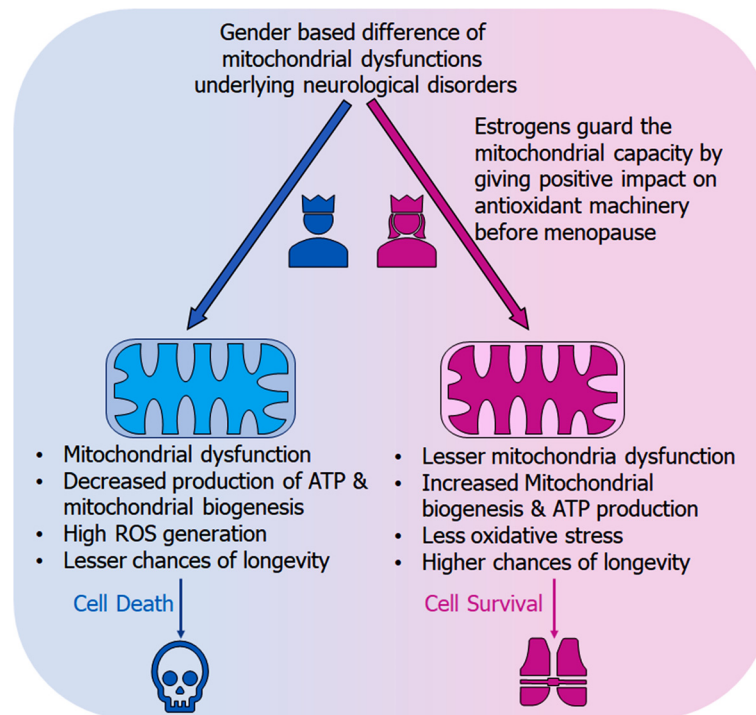 Gender based difference of
mitochondrial dysfunctions
underlying neurological disorders
Estrogens guard the
mitochondrial capacity by
giving positive impact on
antioxidant machinery
before menopause
• Mitochondrial dysfunction
• Decreased production of ATP &
mitochondrial biogenesis
• High ROS generation
• Lesser chances of longevity
Cell Death
• Lesser mitochondria dysfunction
• Increased Mitochondrial
biogenesis & ATP production
• Less oxidative stress
• Higher chances of longevity
Cell Survival